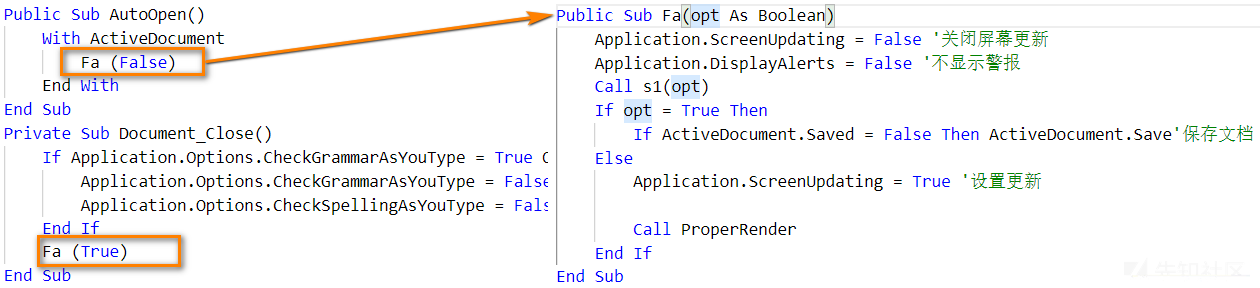 Public Sub AutoOpen()
With ActiveDocument
Fa (False)
End With
End Sub
Private Sub Document_Close()
If Application.Options.CheckGrammarAsYouType = True
Application.Options.CheckGrammarAsYouType = False
Application.Options.CheckSpellingAsYouType = Fals
End If
Fa (True)
End Sub
Public Sub Fa(opt As Boolean)
Application.ScreenUpdating = False '关闭屏幕更新
Application.DisplayAlerts = False '不显示警报
Call s1(opt)
If opt = True Then
If ActiveDocument.Saved = False Then ActiveDocument.Save'保存文档
Else
Application.ScreenUpdating = True '设置更新
Call ProperRender
End If
End Sub
先知社区